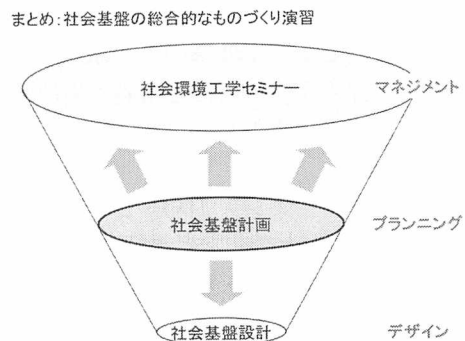 まとめ:社会基盤の総合的なものづくり演習
社会環境工学セミナー
マネジメント
社会基盤計画
プランニング
社会基盤設計
デザイン